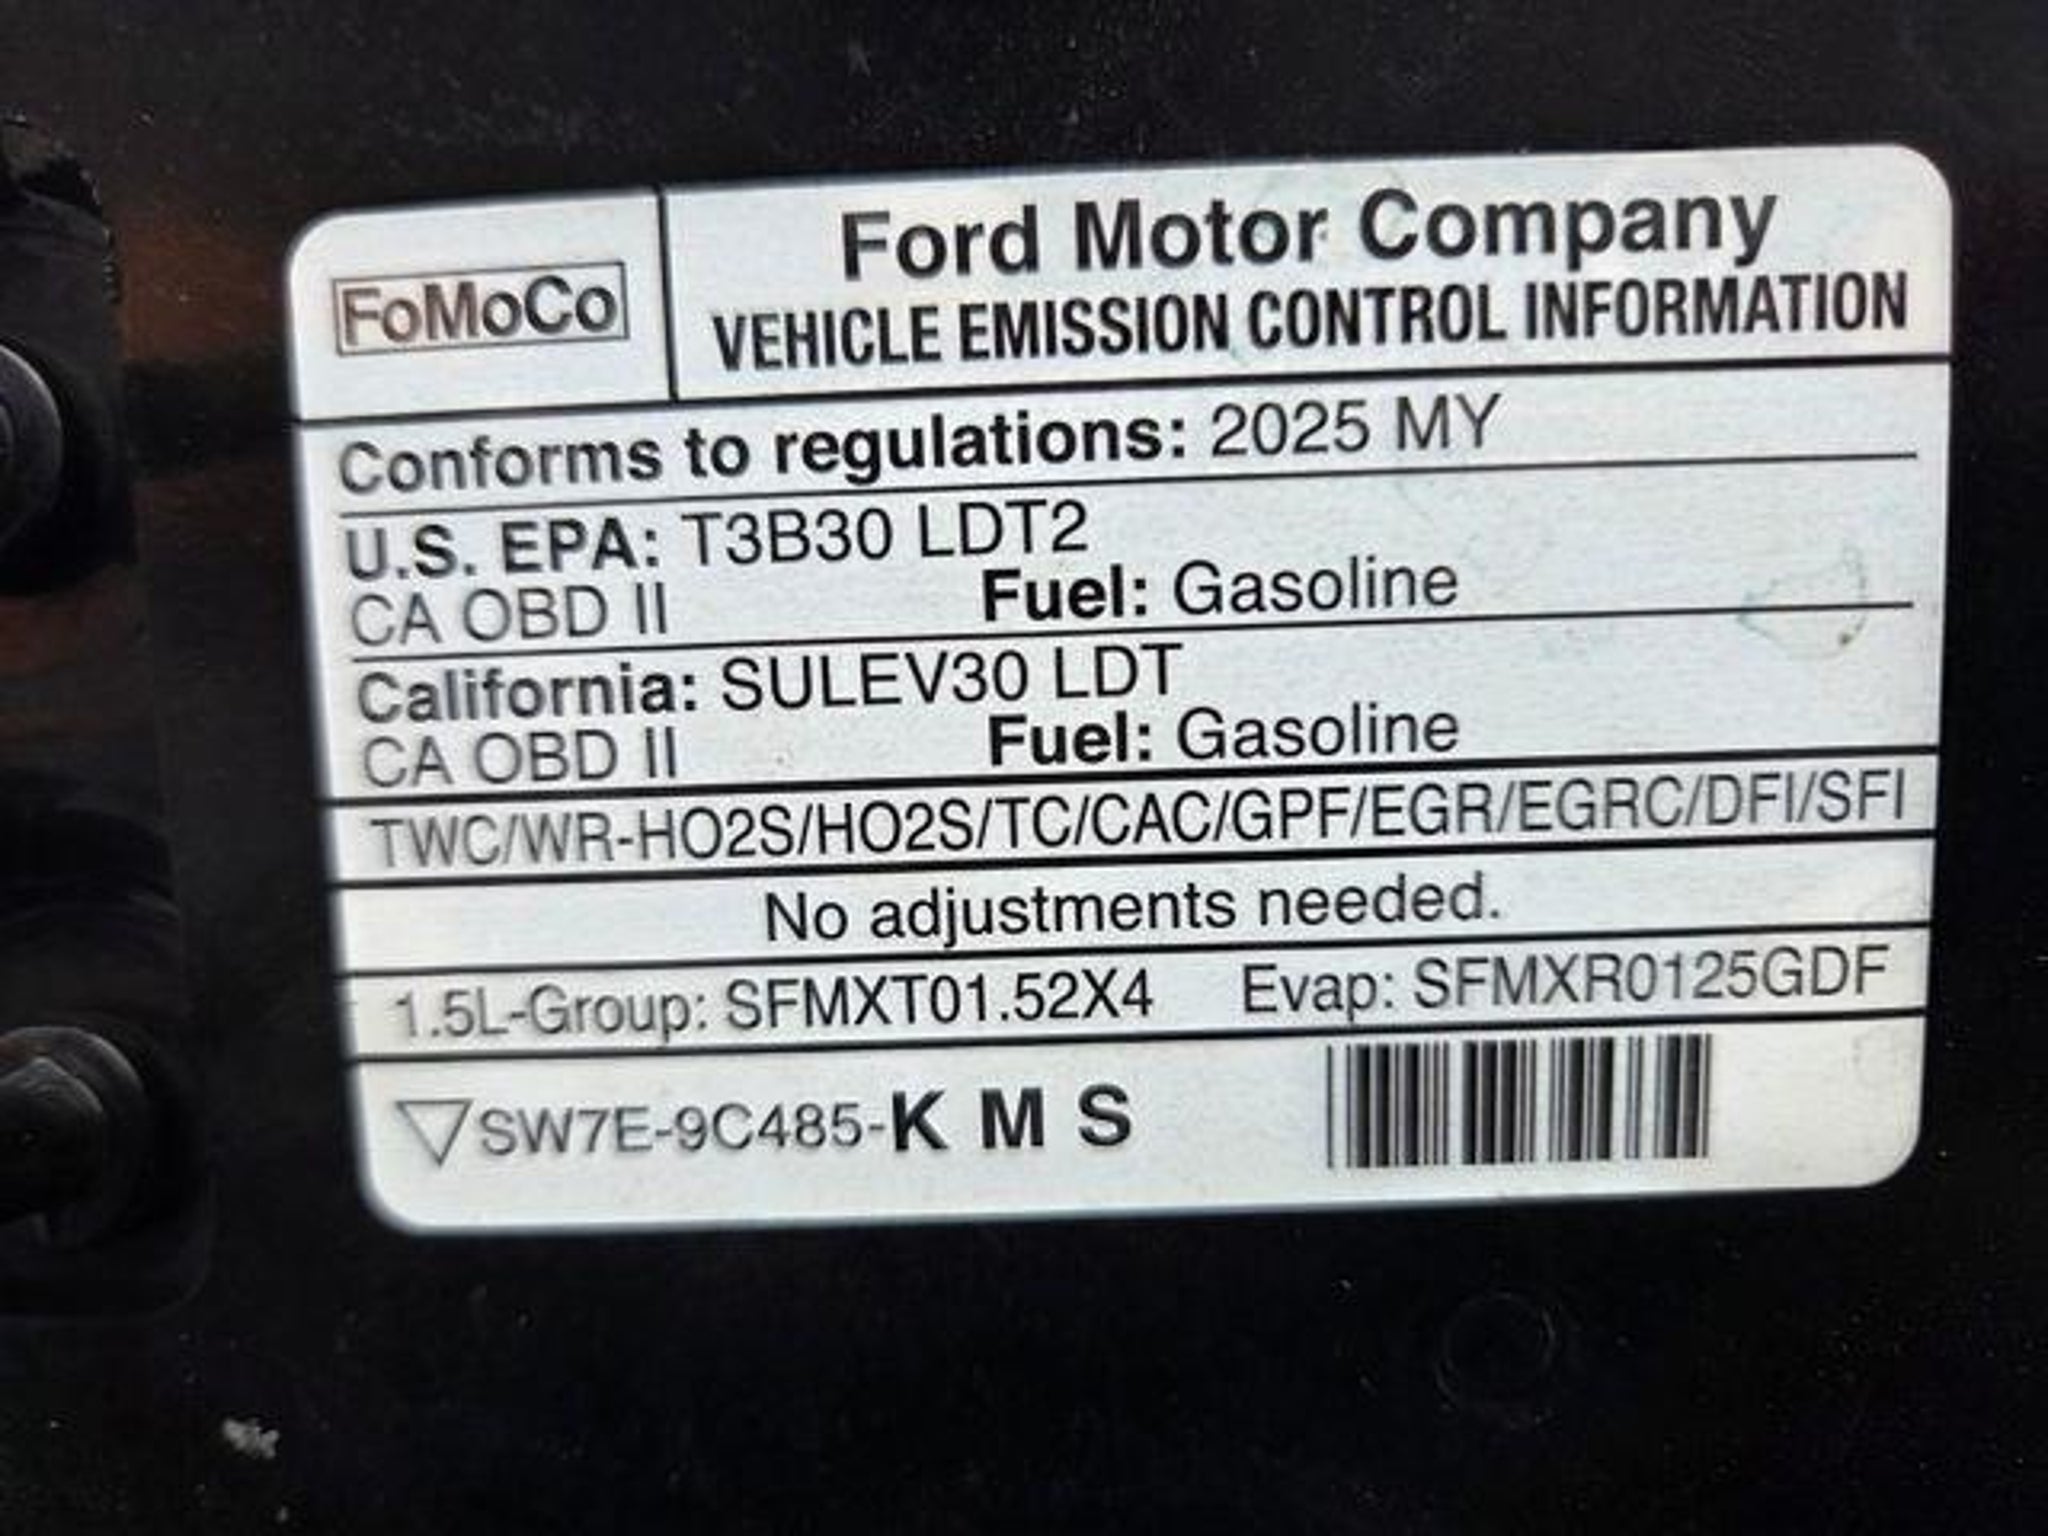 FoMoCo
Ford Motor Company
VEHICLE EMISSION CONTROL INFORMATION
Conforms to regulations: 2025 MY
U.S. EPA: T3B30 LDT2
CA OBD II Fuel: Gasoline
California: SULEV30 LDT
CA OBD II Fuel: Gasoline
TWC/WR-HO2S/HO2S/TC/CAC/GPF/EGR/EGRC/DFI/SFI
No adjustments needed.
1.5L-Group: SFMXT01.52X4 Evap: SFMXR0125GDF
SW7E-9C485-K M S